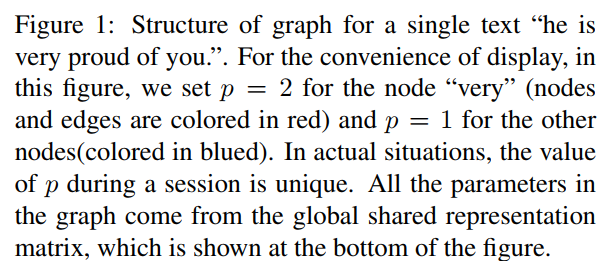 Figure 1: Structure of graph for a single text “he is
very proud of you.”. For the convenience of display, in
this figure, we set p = 2 for the node “very” (nodes
and edges are colored in red) and p = 1 for the other
nodes(colored in blued). In actual situations, the value
of p during a session is unique. All the parameters in
the graph come from the global shared representation
matrix, which is shown at the bottom of the figure.